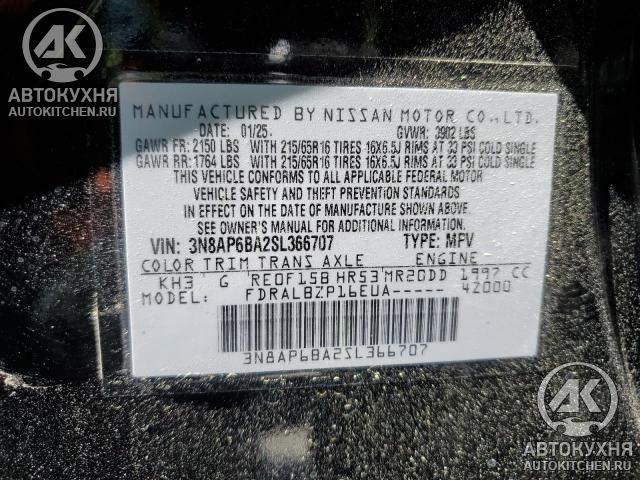 АК
АВТОКУХНЯ
AUTOKITCHEN.RU
MANUFACTURED BY NISSAN MOTOR CO.,LTD.
DATE: 01/25. GVWR: 3902 LBS
GAWR FR: 2150 LBS WITH 215/65R16 TIRES 16X6.5J RIMS AT 33 PSI COLD SINGLE
GAWR RR: 1764 LBS WITH 215/65R16 TIRES 16X6.5J RIMS AT 33 PSI COLD SINGLE
THIS VEHICLE CONFORMS TO ALL APPLICABLE FEDERAL MOTOR
VEHICLE SAFETY AND THEFT PREVENTION STANDARDS
IN EFFECT ON THE DATE OF MANUFACTURE SHOWN ABOVE.
SEE OWNER'S MANUAL FOR ADDITIONAL INFORMATION.
VIN: 3N8AP6BA2SL366707 TYPE: MPV
COLOR TRIM TRANS AXLE ENGINE
KH3 G RE0F15B HR53 MR20DD 1997 CC
MODEL: FDRALBZP16EUA----- 42000
3N8AP6BA2SL366707
АК
АВТОКУХНЯ
AUTOKITCHEN.RU